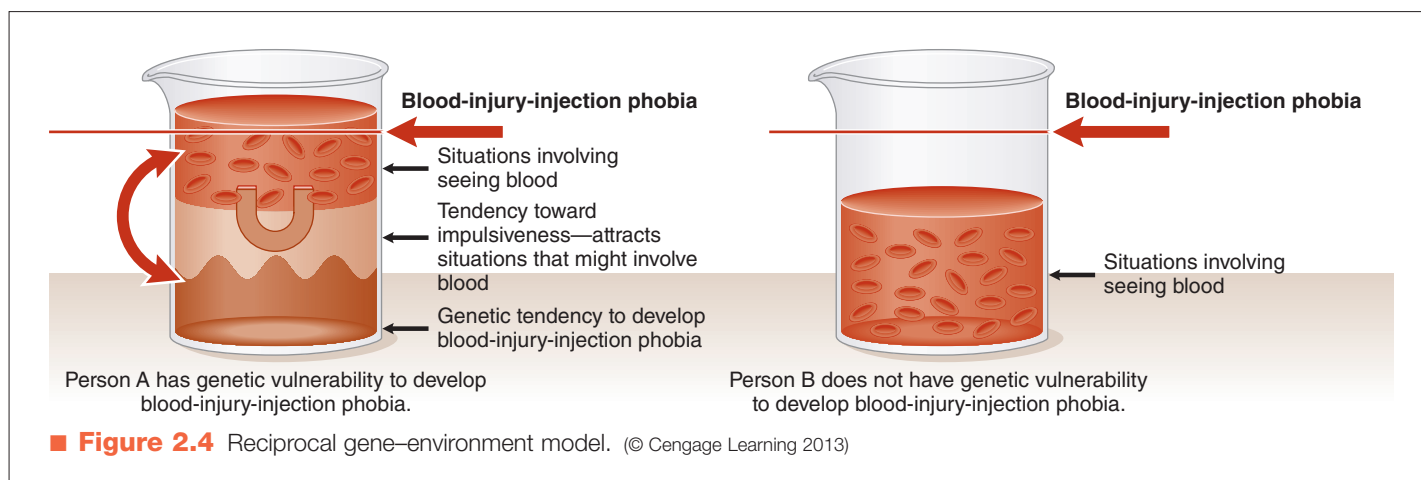 Blood-injury-injection phobia
Situations involving
seeing blood
Tendency toward
impulsiveness—attracts
situations that might involve
blood
Genetic tendency to develop
blood-injury-injection phobia
Person A has genetic vulnerability to develop
blood-injury-injection phobia.
Blood-injury-injection phobia
Situations involving
seeing blood
Person B does not have genetic vulnerability
to develop blood-injury-injection phobia.
■ Figure 2.4 Reciprocal gene–environment model. (© Cengage Learning 2013)